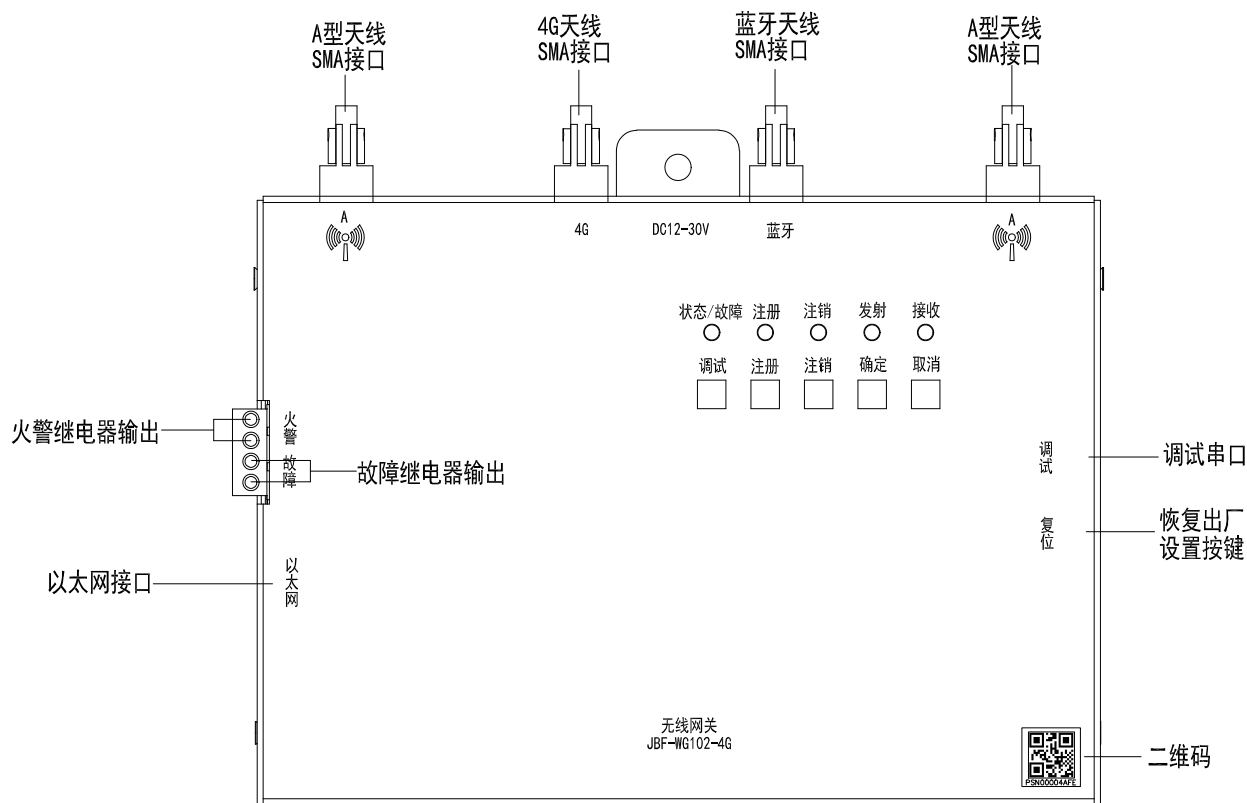 A型天线
SMA接口
4G天线
SMA接口
蓝牙天线
SMA接口
A型天线
SMA接口
A
4G
DC12-30V
蓝牙
A
状态/故障
注册
注销
发射
接收
调试
注册
注销
确定
取消
火警继电器输出
火警
故障
故障继电器输出
调试
调试串口
复位
恢复出厂
设置按键
以太网接口
以太网
无线网关
JBF-WG102-4G
PSN00004AFE
二维码